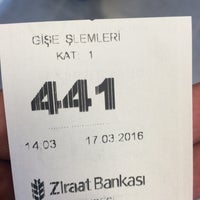 GİŞE ŞLEMLERİ
KAT: 1
441
14:03 17.03.2016
Ziraat Bankası